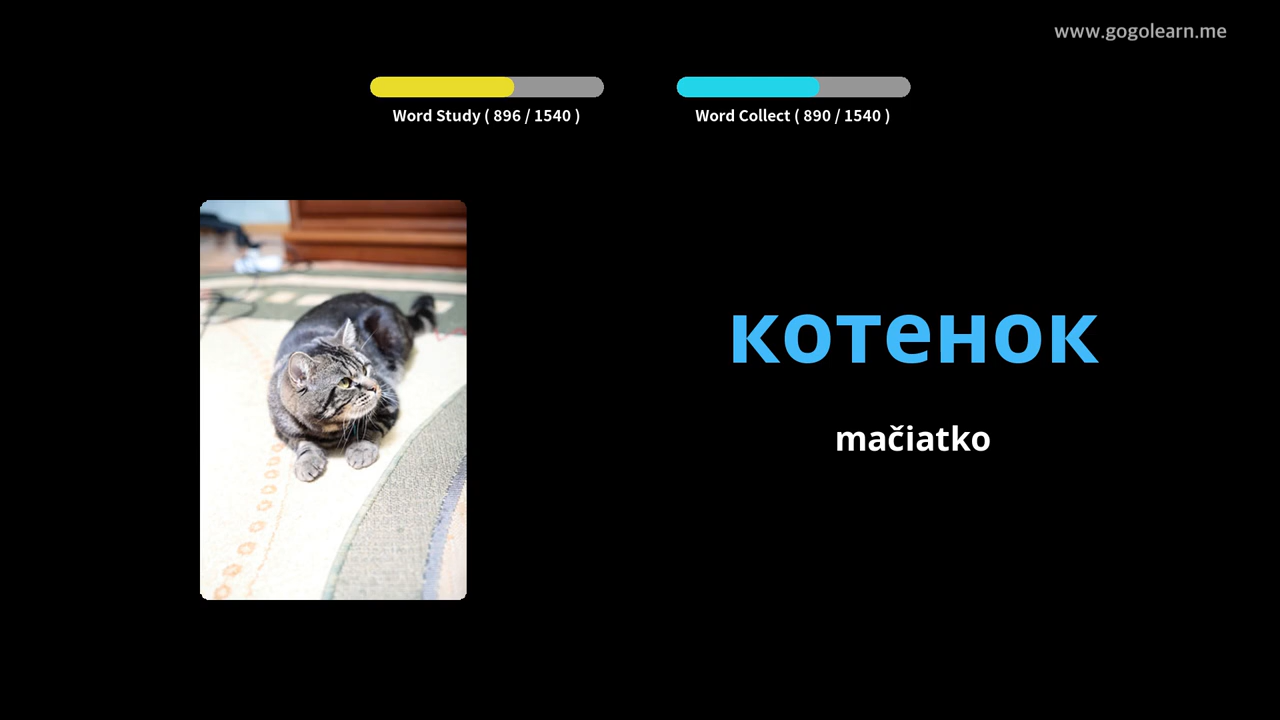 www.gogolearn.me
Word Study ( 896 / 1540 )
Word Collect ( 890 / 1540 )
котенок
mačiatko